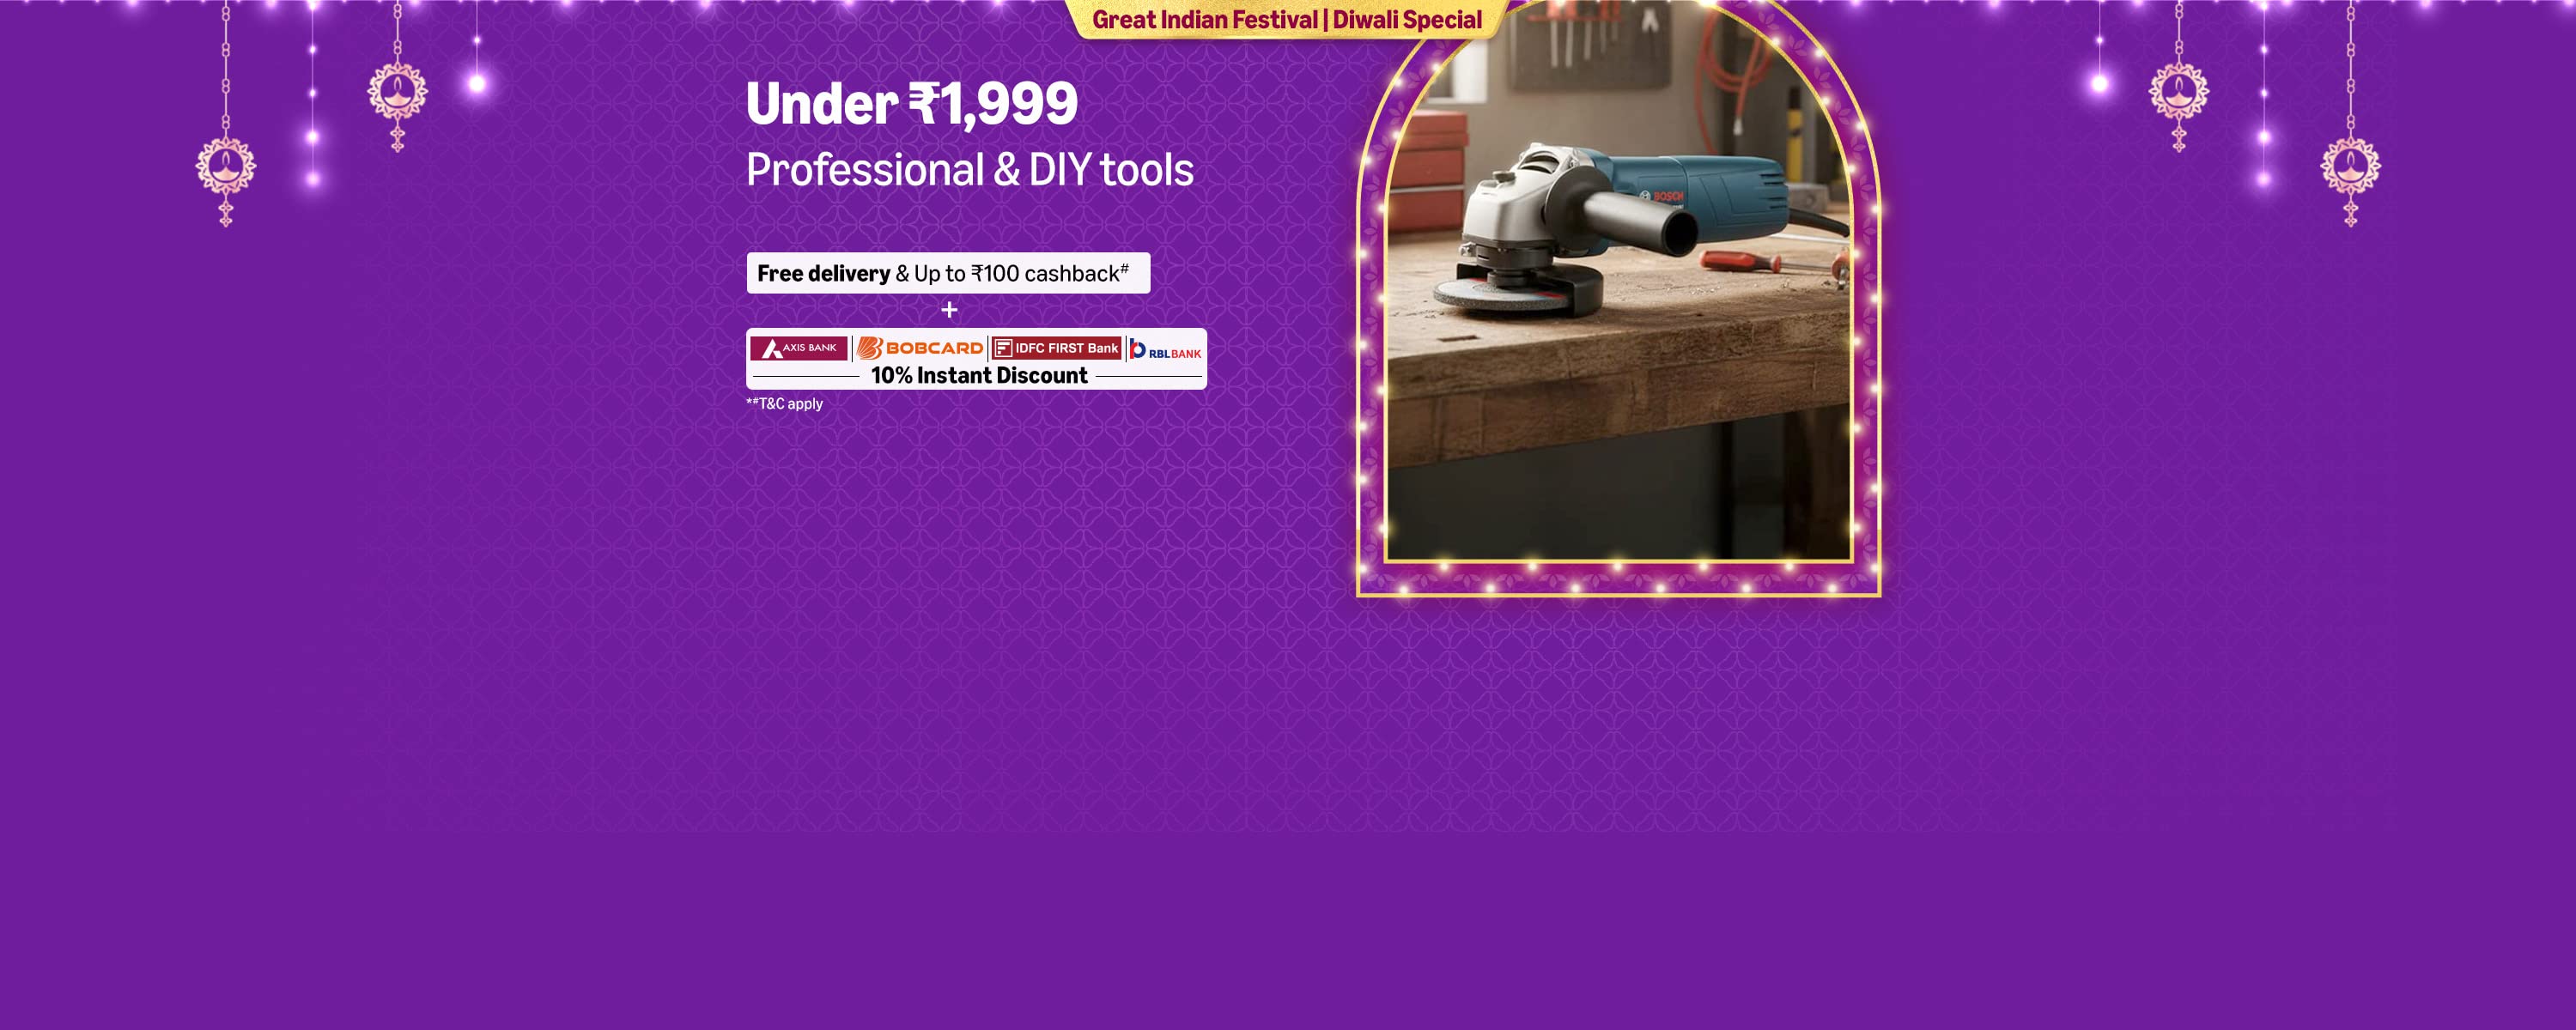 Great Indian Festival | Diwali Special
Under ₹1,999
Professional & DIY tools
BOSCH
Free delivery & Up to ₹100 cashback#
+
AXIS BANK | BOBCARD | IDFC FIRST Bank | RBL BANK
10% Instant Discount
*#T&C apply